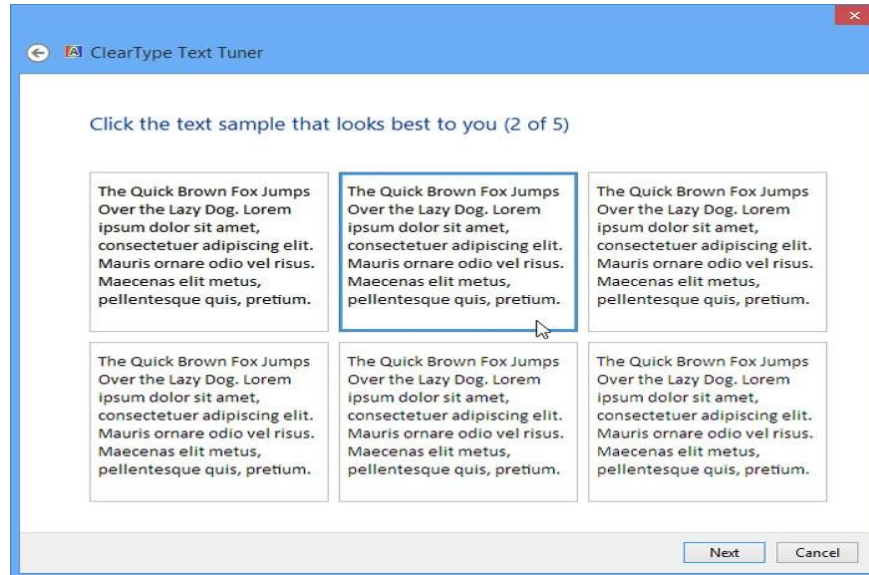 ClearType Text Tuner
Click the text sample that looks best to you (2 of 5)
The Quick Brown Fox Jumps
Over the Lazy Dog. Lorem
ipsum dolor sit amet,
consectetuer adipiscing elit.
Mauris ornare odio vel risus.
Maecenas elit metus,
pellentesque quis, pretium.
The Quick Brown Fox Jumps
Over the Lazy Dog. Lorem
ipsum dolor sit amet,
consectetuer adipiscing elit.
Mauris ornare odio vel risus.
Maecenas elit metus,
pellentesque quis, pretium.
The Quick Brown Fox Jumps
Over the Lazy Dog. Lorem
ipsum dolor sit amet,
consectetuer adipiscing elit.
Mauris ornare odio vel risus.
Maecenas elit metus,
pellentesque quis, pretium.
The Quick Brown Fox Jumps
Over the Lazy Dog. Lorem
ipsum dolor sit amet,
consectetuer adipiscing elit.
Mauris ornare odio vel risus.
Maecenas elit metus,
pellentesque quis, pretium.
The Quick Brown Fox Jumps
Over the Lazy Dog. Lorem
ipsum dolor sit amet,
consectetuer adipiscing elit.
Mauris ornare odio vel risus.
Maecenas elit metus,
pellentesque quis, pretium.
The Quick Brown Fox Jumps
Over the Lazy Dog. Lorem
ipsum dolor sit amet,
consectetuer adipiscing elit.
Mauris ornare odio vel risus.
Maecenas elit metus,
pellentesque quis, pretium.
Next
Cancel